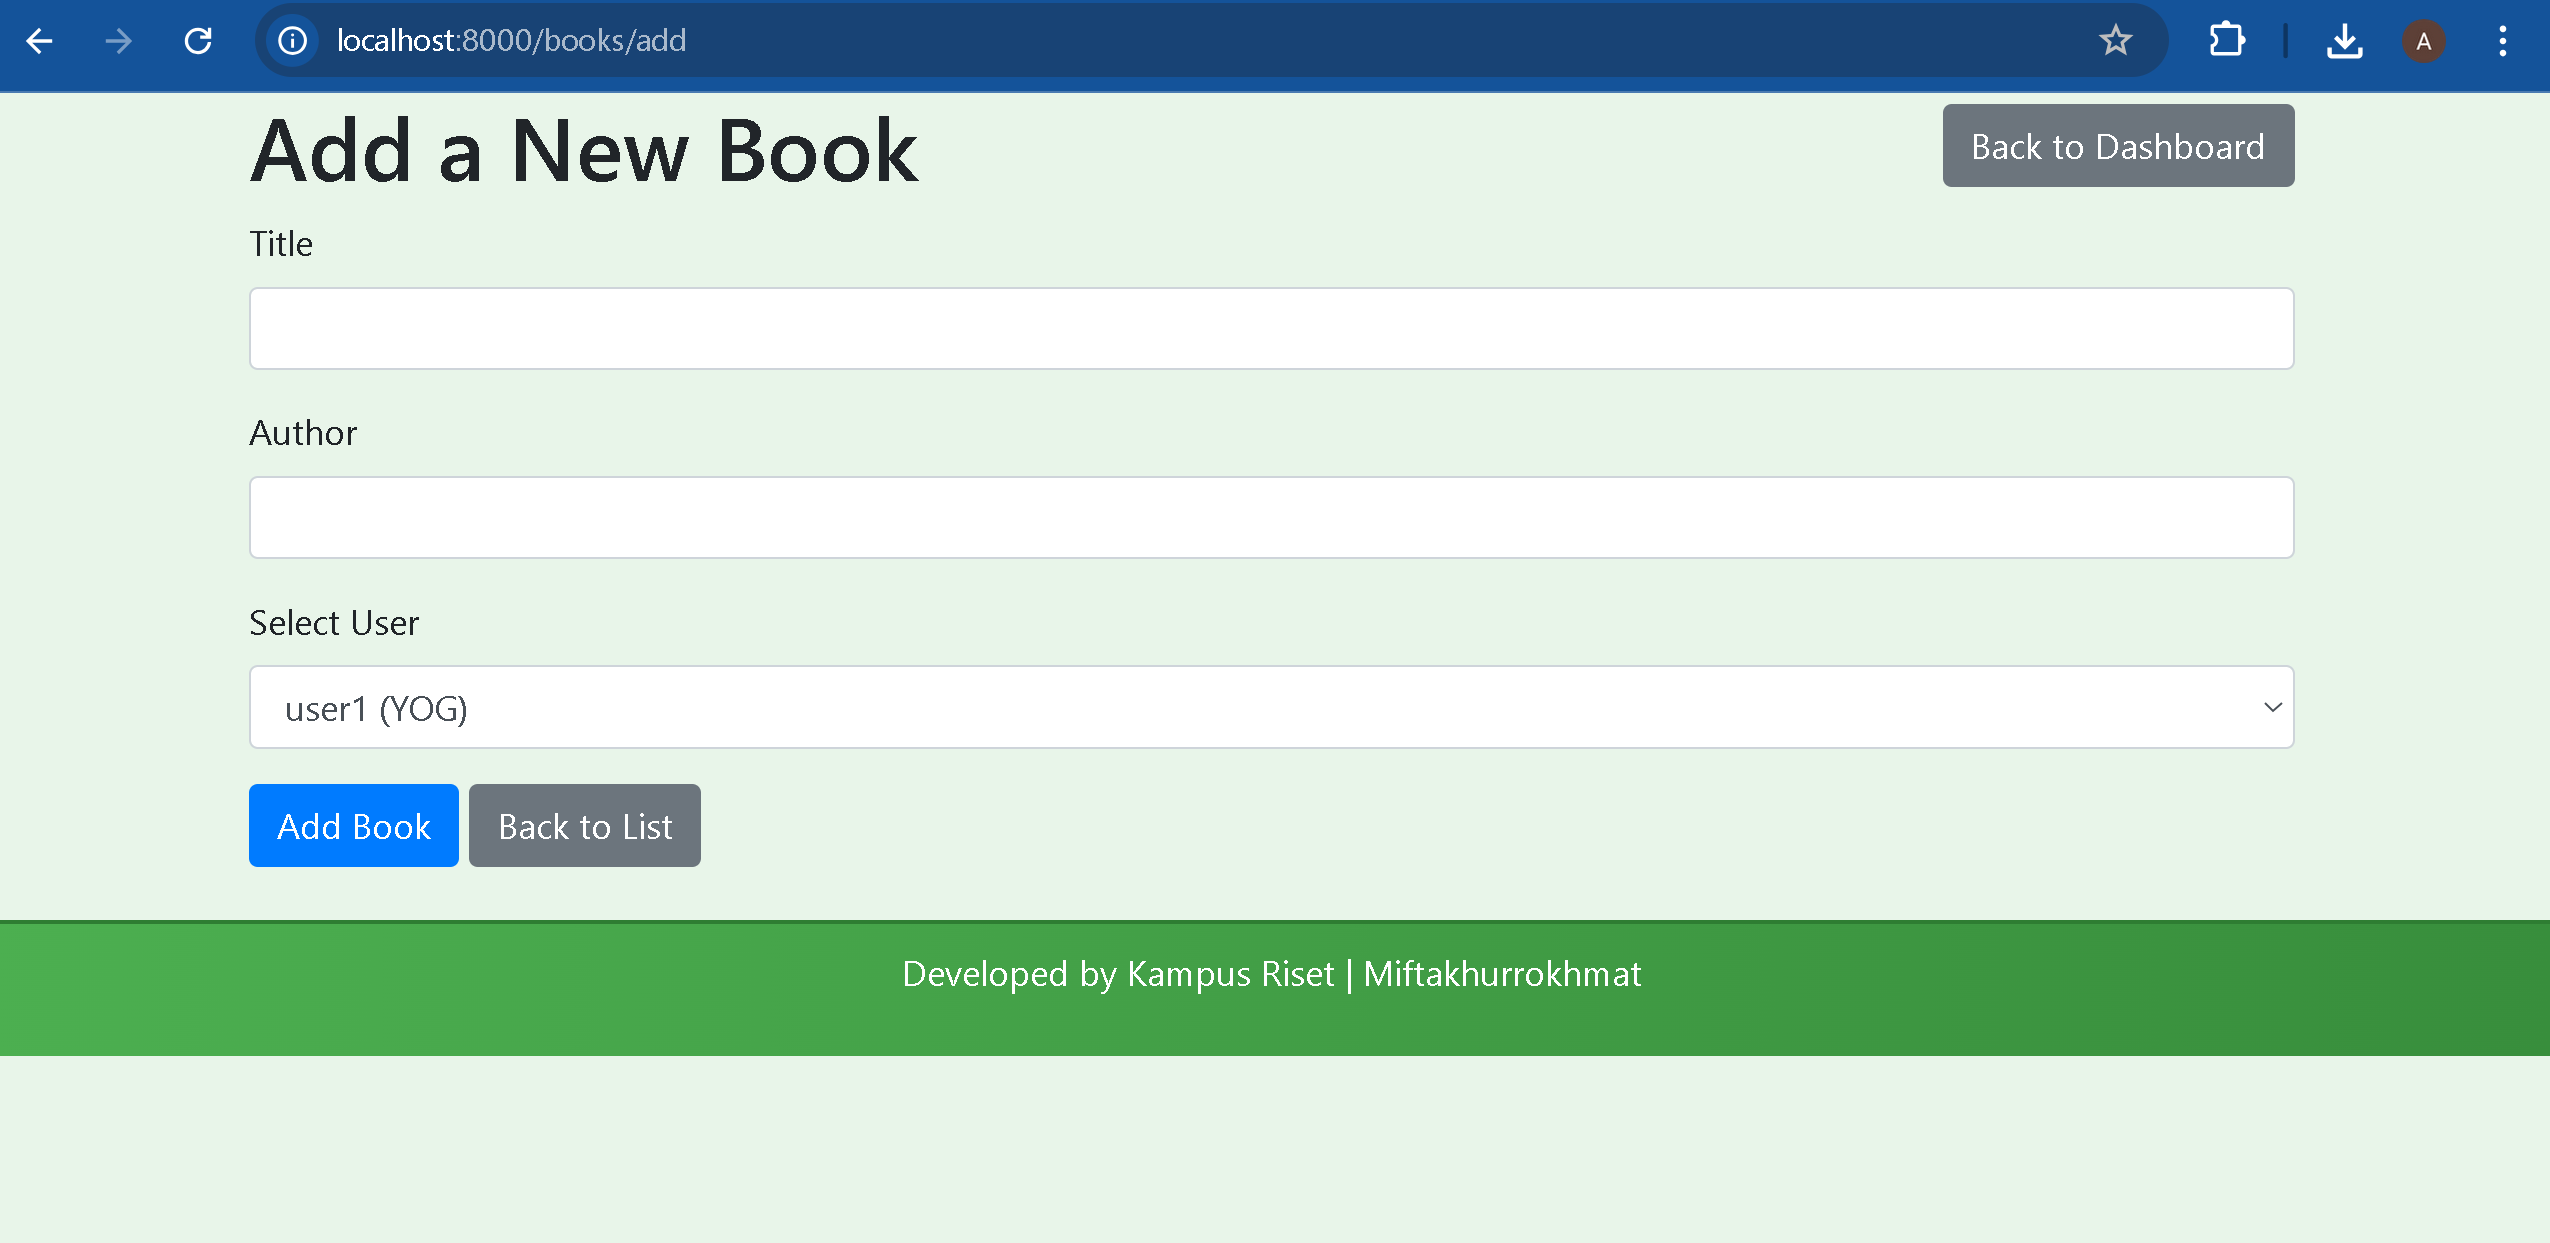 localhost:8000/books/add
A
Add a New Book
Back to Dashboard
Title
Author
Select User
user1 (YOG)
Add Book
Back to List
Developed by Kampus Riset | Miftakhurrokhmat